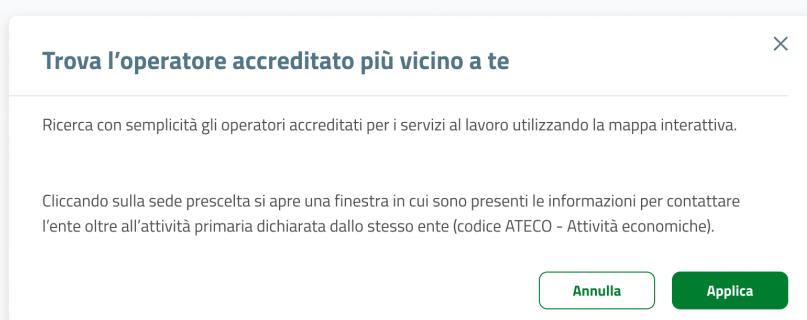 Trova l’operatore accreditato più vicino a te
Ricerca con semplicità gli operatori accreditati per i servizi al lavoro utilizzando la mappa interattiva.
Cliccando sulla sede prescelta si apre una finestra in cui sono presenti le informazioni per contattare
l’ente oltre all’attività primaria dichiarata dallo stesso ente (codice ATECO - Attività economiche).
Annulla
Applica